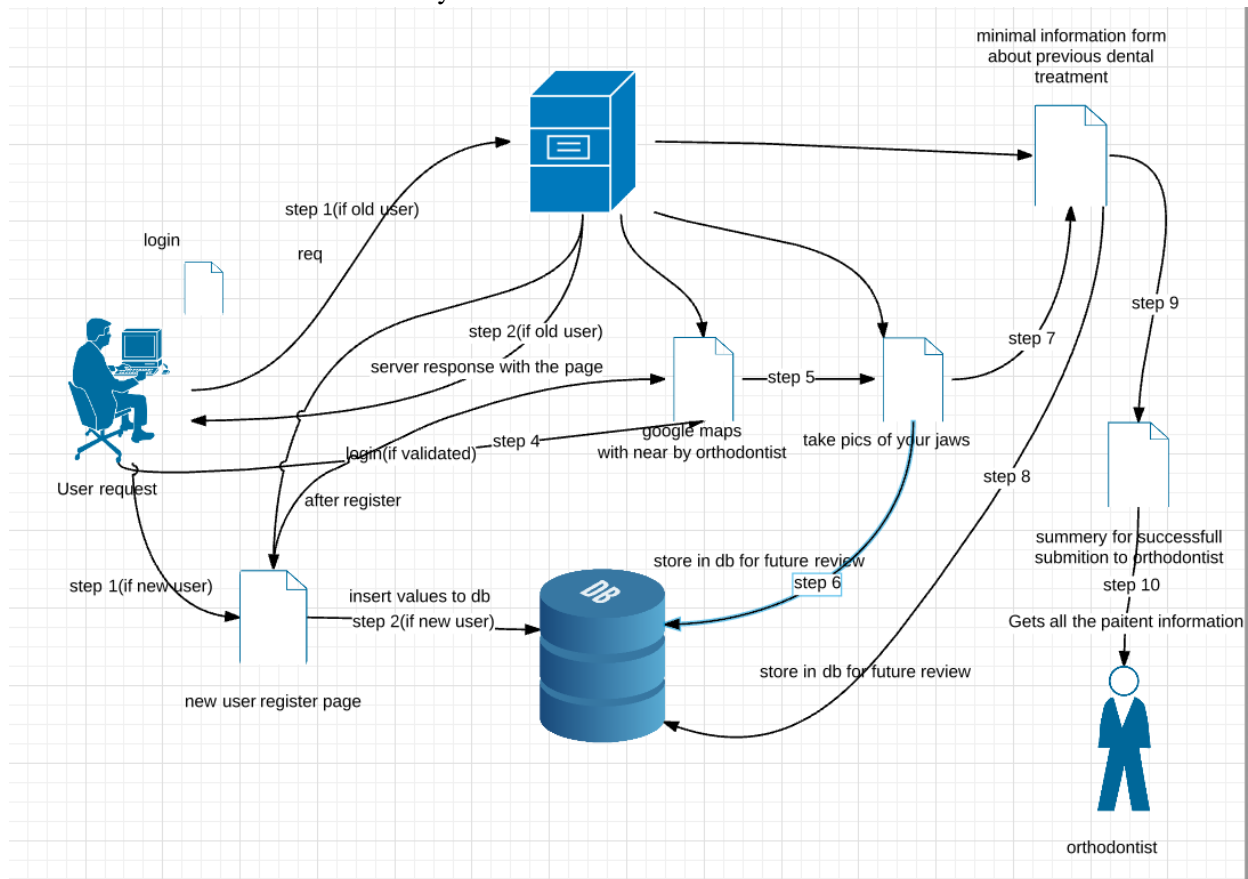 minimal information form
about previous dental
treatment
step 1(if old user)
login
req
step 9
step 2(if old user)
step 7
server response with the page
step 5
google maps
with near by orthodontist
take pics of your jaws
step 4
login(if validated)
step 8
User request
after register
summery for successfull
submition to orthodontist
store in db for future review
step 6
step 10
step 1(if new user)
DB
insert values to db
step 2(if new user)
Gets all the paitent information
store in db for future review
new user register page
orthodontist